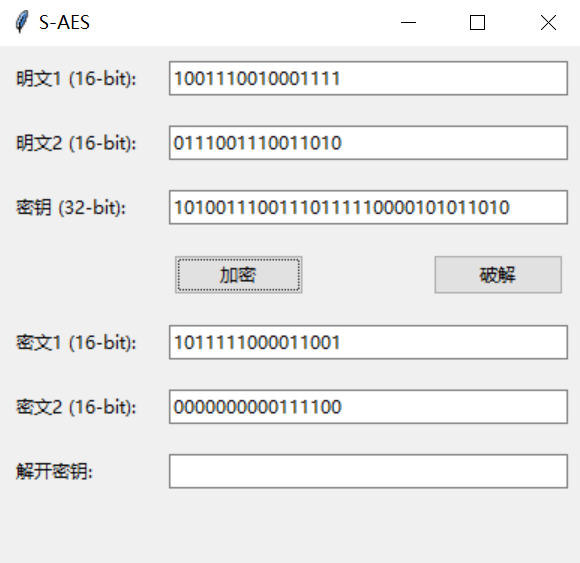 S-AES
明文1 (16-bit): 1001110010001111
明文2 (16-bit): 0111001110011010
密钥 (32-bit): 10100111001110111110000101011010
加密 破解
密文1 (16-bit): 1011111000011001
密文2 (16-bit): 0000000000111100
解开密钥: